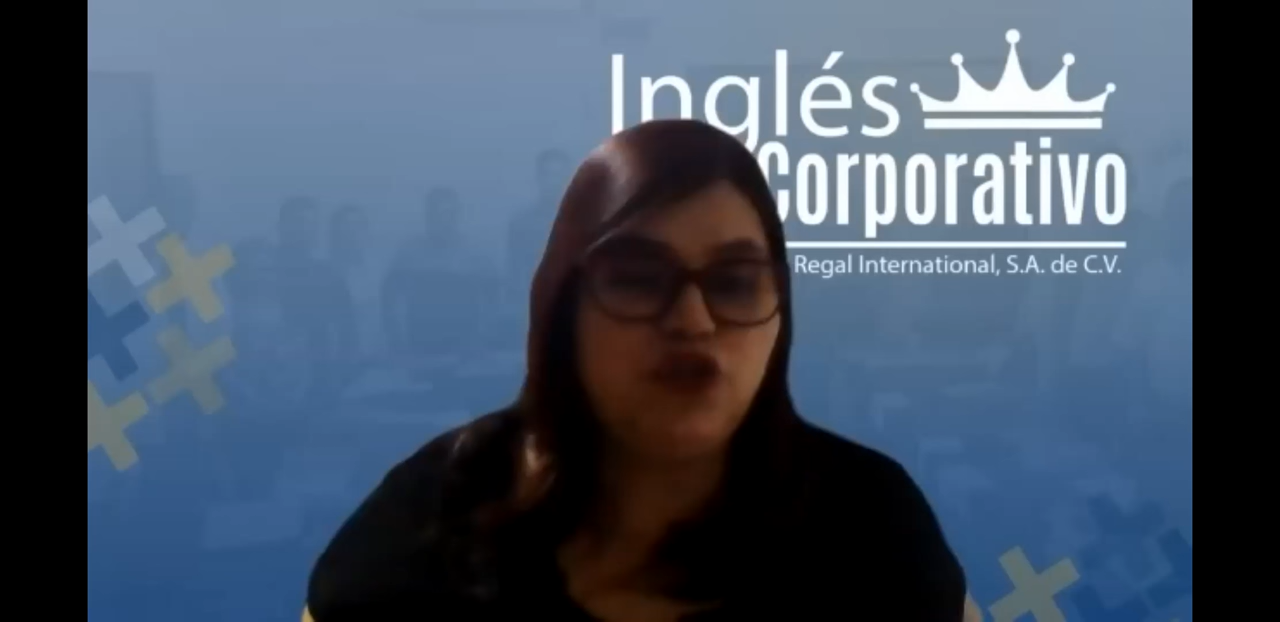 Inglés
Corporativo
Regal International, S.A. de C.V.